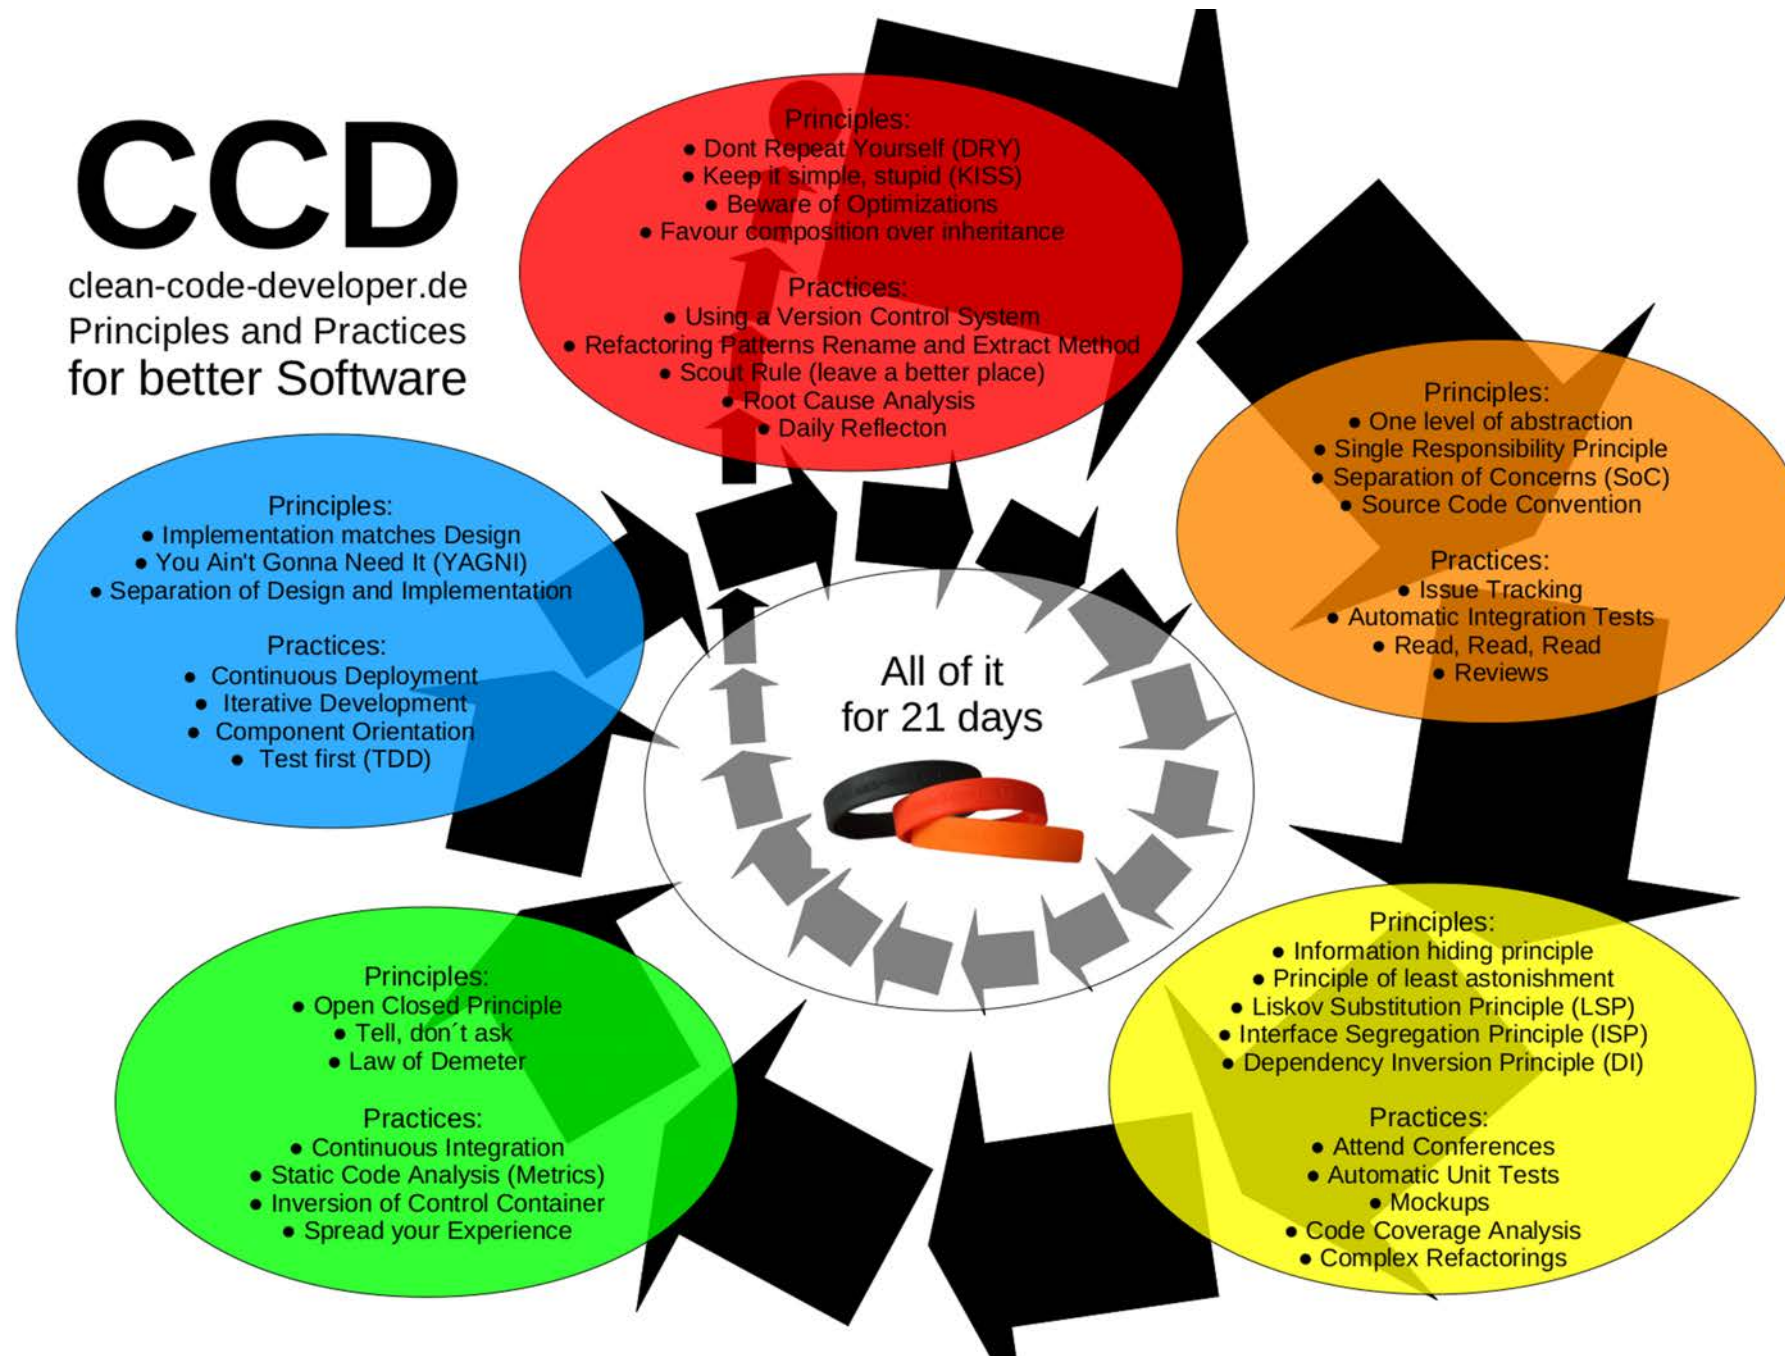 CCD
clean-code-developer.de
Principles and Practices
for better Software
Principles:
● Dont Repeat Yourself (DRY)
● Keep it simple, stupid (KISS)
● Beware of Optimizations
● Favour composition over inheritance
Practices:
● Using a Version Control System
● Refactoring Patterns Rename and Extract Method
● Scout Rule (leave a better place)
● Root Cause Analysis
● Daily Reflecton
Principles:
● One level of abstraction
● Single Responsibility Principle
● Separation of Concerns (SoC)
● Source Code Convention
Practices:
● Issue Tracking
● Automatic Integration Tests
● Read, Read, Read
● Reviews
Principles:
● Information hiding principle
● Principle of least astonishment
● Liskov Substitution Principle (LSP)
● Interface Segregation Principle (ISP)
● Dependency Inversion Principle (DI)
Practices:
● Attend Conferences
● Automatic Unit Tests
● Mockups
● Code Coverage Analysis
● Complex Refactorings
Principles:
● Open Closed Principle
● Tell, don´t ask
● Law of Demeter
Practices:
● Continuous Integration
● Static Code Analysis (Metrics)
● Inversion of Control Container
● Spread your Experience
Principles:
● Implementation matches Design
● You Ain't Gonna Need It (YAGNI)
● Separation of Design and Implementation
Practices:
● Continuous Deployment
● Iterative Development
● Component Orientation
● Test first (TDD)
All of it
for 21 days